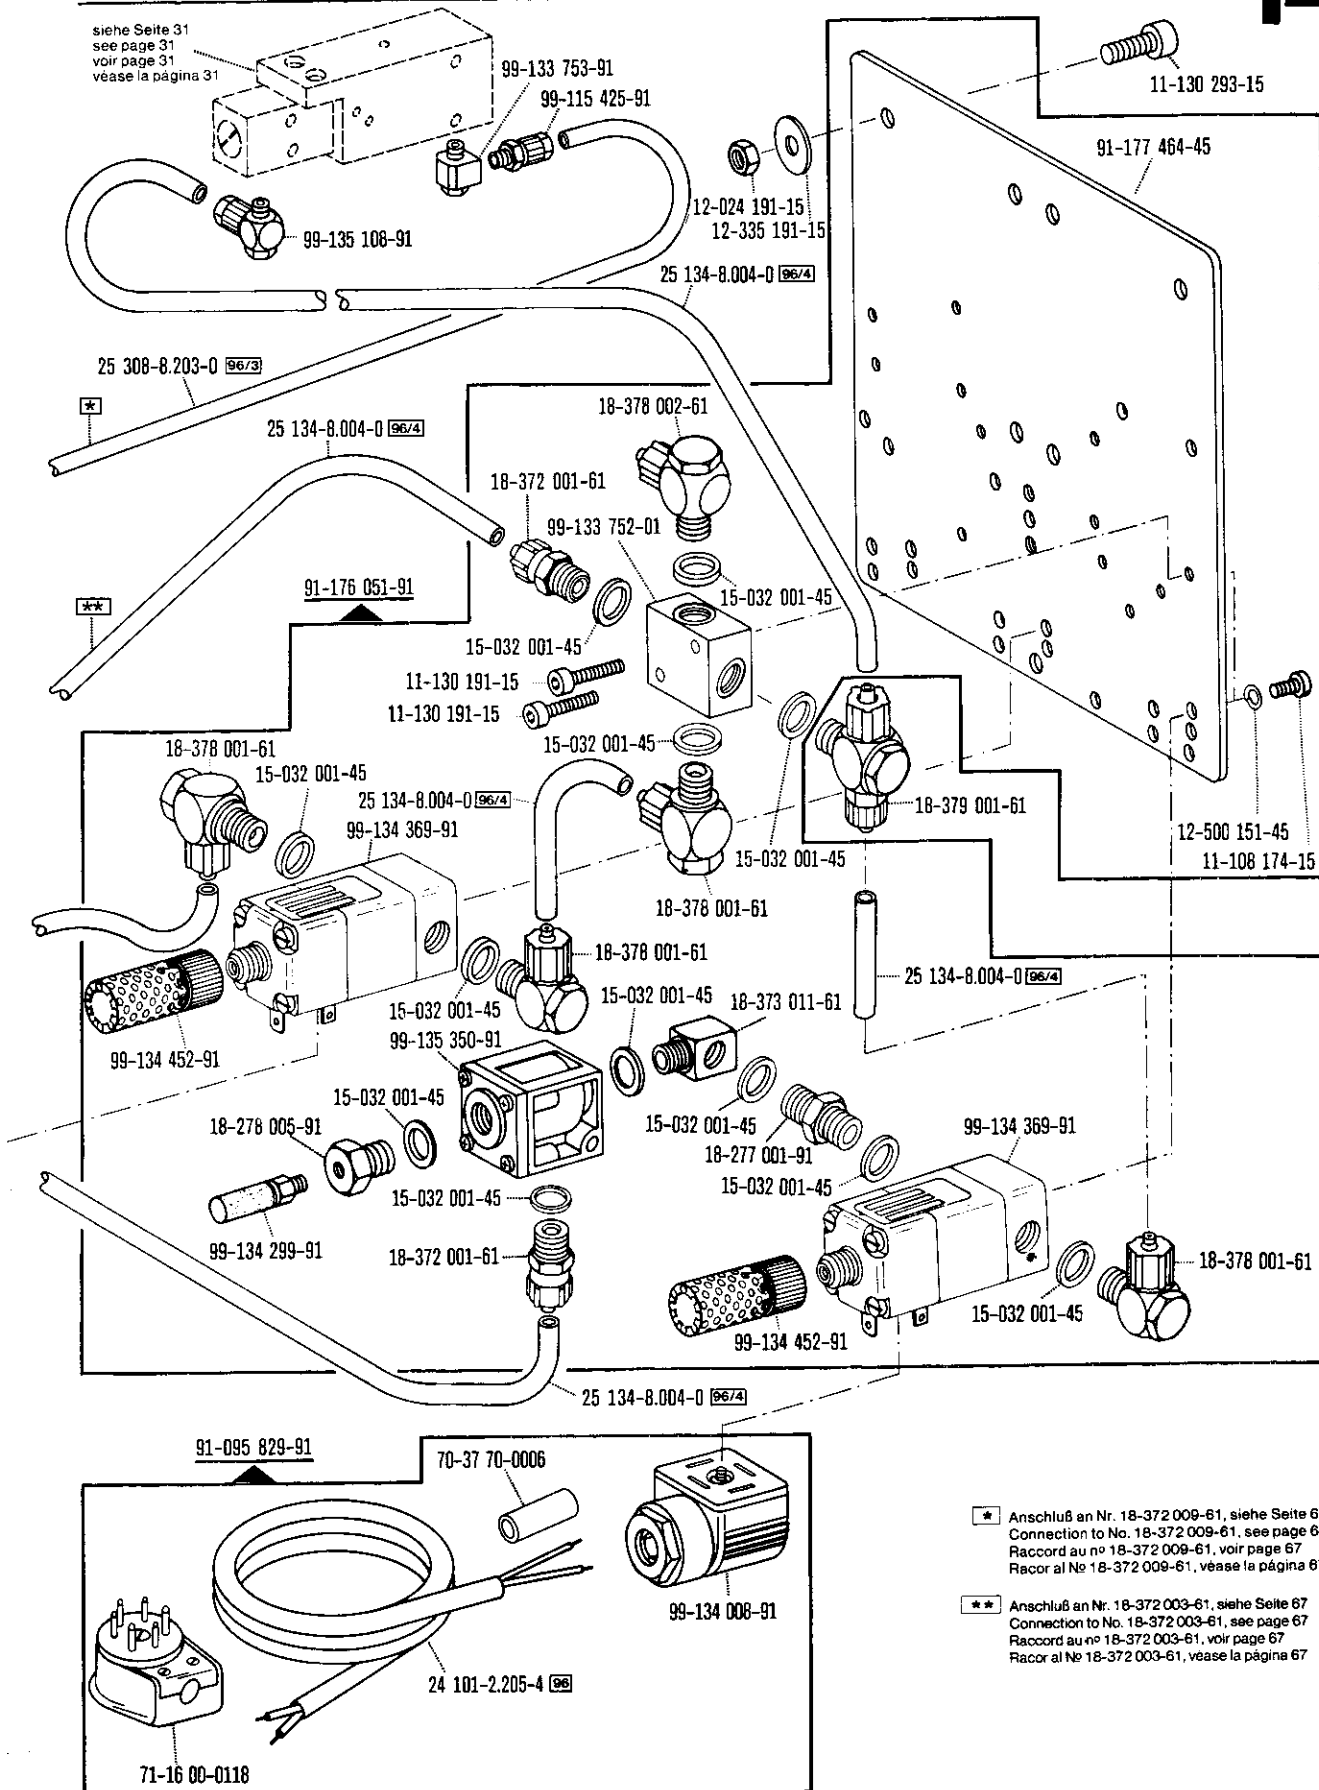 siehe Seite 31
see page 31
voir page 31
véase la página 31
99-133 753-91
99-115 425-91
11-130 293-15
91-177 464-45
12-024 191-15
12-335 191-15
99-135 108-91
25 134-8.004-0 96/4
25 308-8.203-0 96/3
*
18-378 002-61
25 134-8.004-0 96/4
18-372 001-61
99-133 752-01
91-176 051-91
15-032 001-45
**
15-032 001-45
11-130 191-15
11-130 191-15
15-032 001-45
18-378 001-61
15-032 001-45
25 134-8.004-0 96/4
99-134 369-91
18-379 001-61
12-500 151-45
15-032 001-45
11-108 174-15
18-378 001-61
18-378 001-61
25 134-8.004-0 96/4
15-032 001-45
15-032 001-45
18-373 011-61
99-135 350-91
99-134 452-91
15-032 001-45
18-278 005-91
15-032 001-45
99-134 369-91
18-277 001-91
15-032 001-45
15-032 001-45
99-134 299-91
18-372 001-61
18-378 001-61
15-032 001-45
99-134 452-91
25 134-8.004-0 96/4
91-095 829-91
70-37 70-0006
99-134 008-91
24 101-2.205-4 96
71-16 00-0118
* Anschluß an Nr. 18-372 009-61, siehe Seite 6
Connection to No. 18-372 009-61, see page 6
Raccord au nº 18-372 009-61, voir page 67
Racor al Nº 18-372 009-61, véase la página 6
** Anschluß an Nr. 18-372 003-61, siehe Seite 67
Connection to No. 18-372 003-61, see page 67
Raccord au nº 18-372 003-61, voir page 67
Racor al Nº 18-372 003-61, véase la página 67